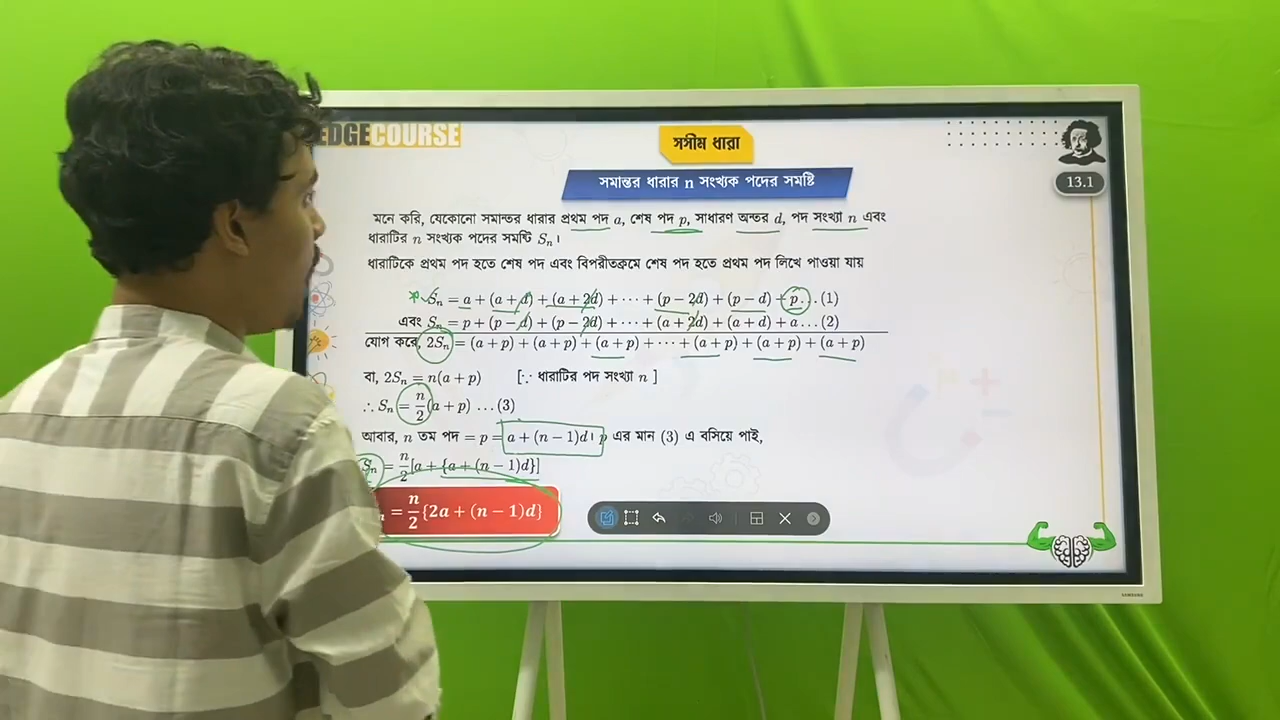 EDGECOURSE
সসীম ধারা
13.1
সমান্তর ধারার n সংখ্যক পদের সমষ্টি
মনে করি, যেকোনো সমান্তর ধারার প্রথম পদ a, শেষ পদ p, সাধারণ অন্তর d, পদ সংখ্যা n এবং
ধারাটির n সংখ্যক পদের সমষ্টি Sₙ।
ধারাটিকে প্রথম পদ হতে শেষ পদ এবং বিপরীতক্রমে শেষ পদ হতে প্রথম পদ লিখে পাওয়া যায়
Sₙ = a + (a + d) + (a + 2d) + ⋯ + (p − 2d) + (p − d) + p … (1)
এবং Sₙ = p + (p − d) + (p − 2d) + ⋯ + (a + 2d) + (a + d) + a … (2)
যোগ করে, 2Sₙ = (a + p) + (a + p) + (a + p) + ⋯ + (a + p) + (a + p) + (a + p)
বা, 2Sₙ = n(a + p) [∵ ধারাটির পদ সংখ্যা n ]
∴ Sₙ = n/2(a + p) … (3)
আবার, n তম পদ = p = a + (n − 1)d। p এর মান (3) এ বসিয়ে পাই,
Sₙ = n/2[a + {a + (n − 1)d}]
ₙ = n/2{2a + (n − 1)d}
SAMSUNG